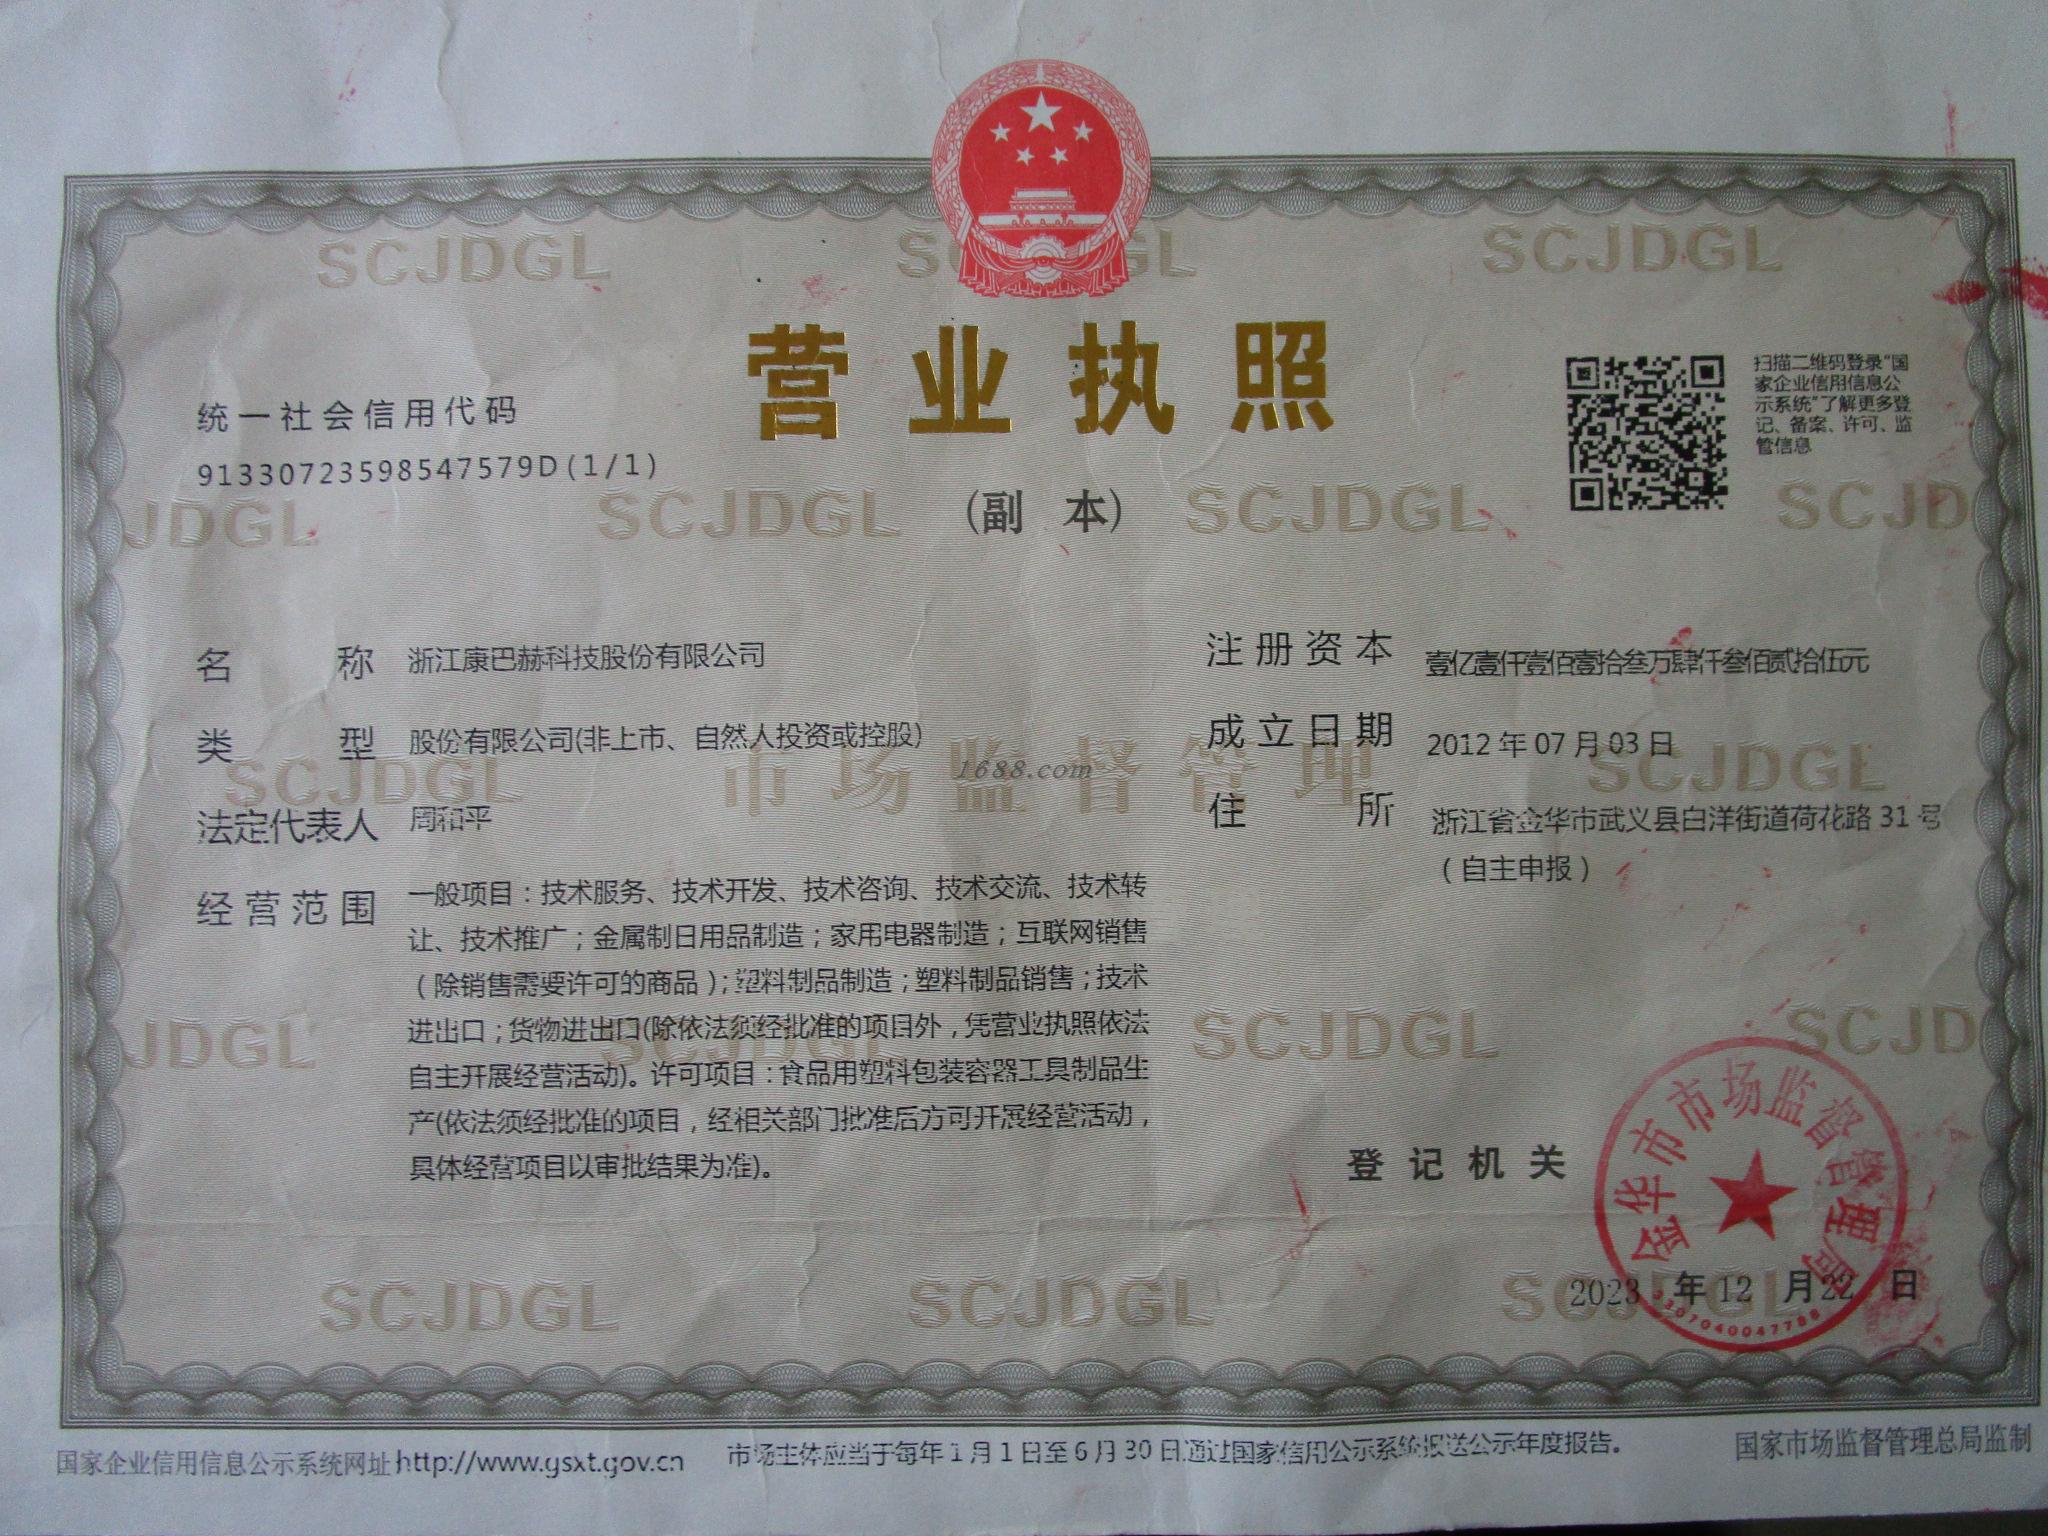 SCJDGL
营业执照
(副 本)
统一社会信用代码
91330723598547579D(1/1)
扫描二维码登录“国
家企业信用信息公
示系统”了解更多登
记、备案、许可、监
管信息
名 称 浙江康巴赫科技股份有限公司
类 型 股份有限公司(非上市、自然人投资或控股)
法定代表人 周和平
经营范围 一般项目：技术服务、技术开发、技术咨询、技术交流、技术转
让、技术推广；金属制日用品制造；家用电器制造；互联网销售
（除销售需要许可的商品）；塑料制品制造；塑料制品销售；技术
进出口；货物进出口(除依法须经批准的项目外，凭营业执照依法
自主开展经营活动)。许可项目：食品用塑料包装容器工具制品生
产(依法须经批准的项目，经相关部门批准后方可开展经营活动，
具体经营项目以审批结果为准)。
注册资本 壹亿壹仟壹佰壹拾叁万肆仟叁佰贰拾伍元
成立日期 2012年07月03日
住 所 浙江省金华市武义县白洋街道荷花路31号
（自主申报）
市场监督管理
1688.com
登记机关
金华市市场监督管理局
2023 年 12 月 22 日
3307040047788
国家企业信用信息公示系统网址http://www.gsxt.gov.cn
市场主体应当于每年1月1日至6月30日通过国家信用公示系统报送公示年度报告。
国家市场监督管理总局监制